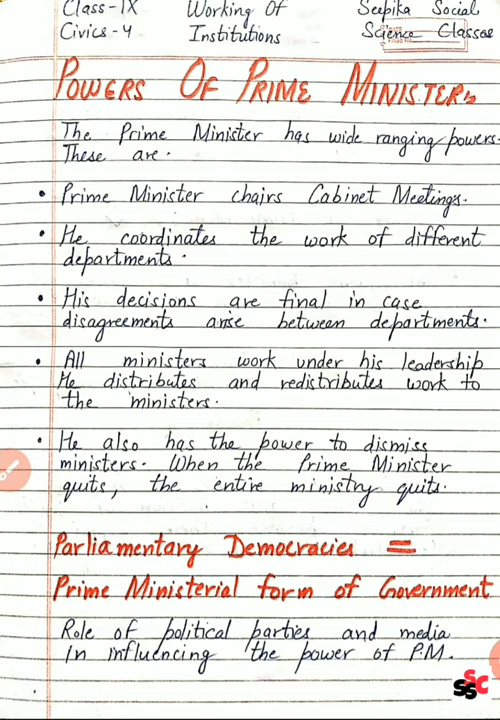 Class-IX Working Of Seepika Social
Civics-4 Institutions Science Classes
POWERS OF PRIME MINISTER
The Prime Minister has wide ranging powers.
These are.
• Prime Minister chairs Cabinet Meetings.
• He coordinates the work of different
departments.
• His decisions are final in case
disagreements arise between departments.
• All ministers work under his leadership
He distributes and redistributes work to
the ministers.
• He also has the power to dismiss
ministers. When the Prime Minister
quits, the entire ministry quits.
Parliamentary Democracies =
Prime Ministerial form of Government
Role of political parties and media
in influencing the power of P.M.
SSSC